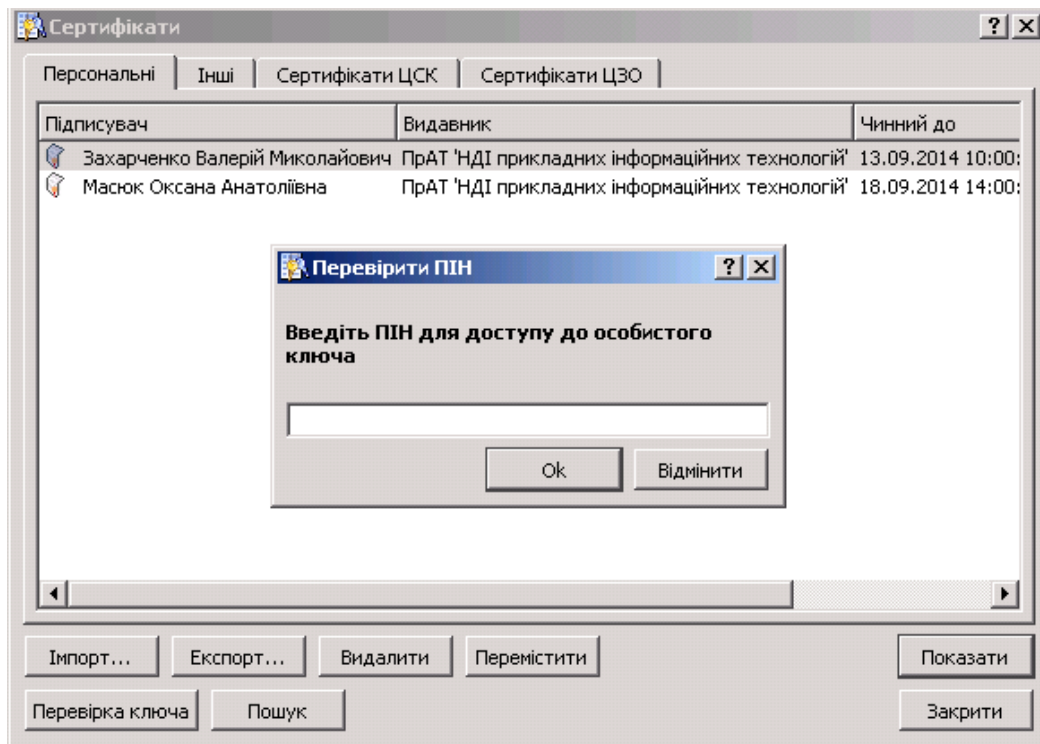 Сертифікати
Персональні Інші Сертифікати ЦСК Сертифікати ЦЗО
Підписувач Видавник Чинний до
Захарченко Валерій Миколайович ПрАТ 'НДІ прикладних інформаційних технологій' 13.09.2014 10:00:
Масюк Оксана Анатоліївна ПрАТ 'НДІ прикладних інформаційних технологій' 18.09.2014 14:00:
Перевірити ПІН
Введіть ПІН для доступу до особистого
ключа
Ok Відмінити
Імпорт... Експорт... Видалити Перемістити Показати
Перевірка ключа Пошук Закрити